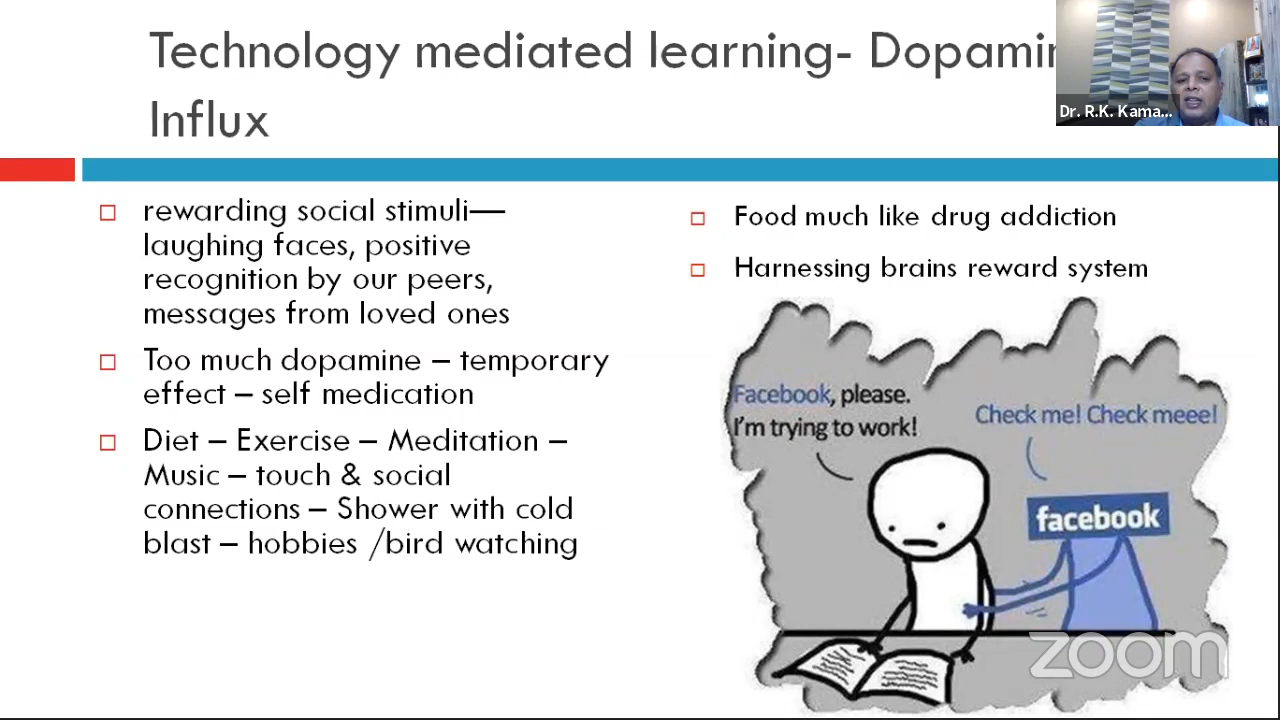 Technology mediated learning- Dopamin
Influx
Dr. R.K. Kama...
rewarding social stimuli—
laughing faces, positive
recognition by our peers,
messages from loved ones
Too much dopamine – temporary
effect – self medication
Diet – Exercise – Meditation –
Music – touch & social
connections – Shower with cold
blast – hobbies /bird watching
Food much like drug addiction
Harnessing brains reward system
Facebook, please.
I'm trying to work!
Check me! Check meee!
facebook
zoom